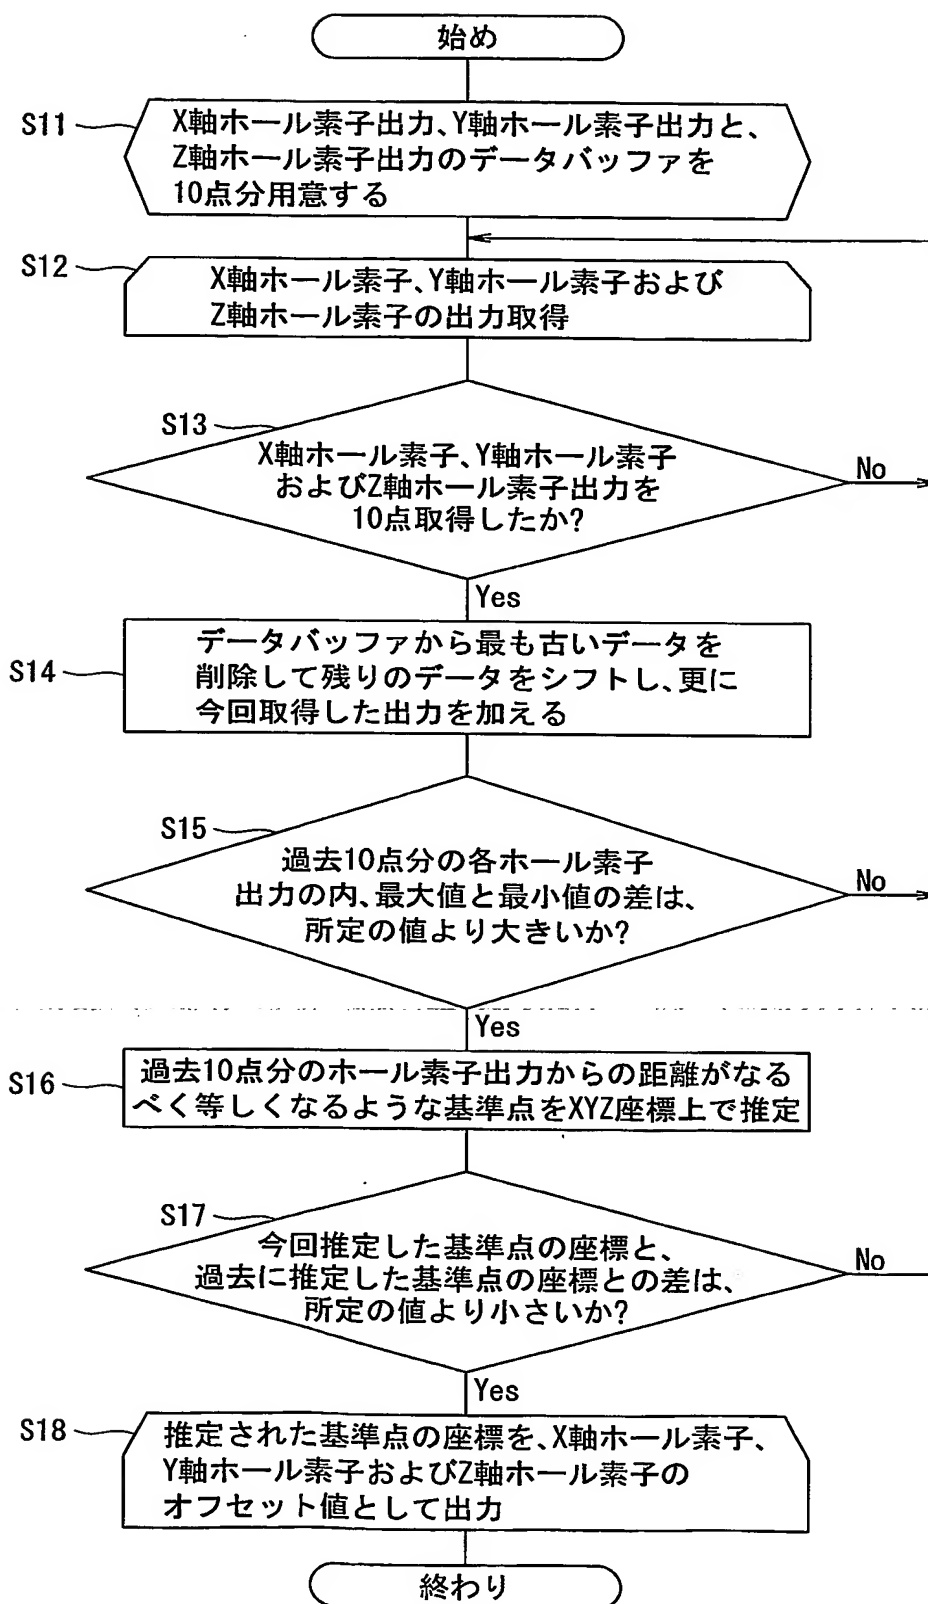 始め
S11
X軸ホール素子出力、Y軸ホール素子出力と、
Z軸ホール素子出力のデータバッファを
10点分用意する
S12
X軸ホール素子、Y軸ホール素子および
Z軸ホール素子の出力取得
S13
X軸ホール素子、Y軸ホール素子
およびZ軸ホール素子出力を
10点取得したか?
No
Yes
S14
データバッファから最も古いデータを
削除して残りのデータをシフトし、更に
今回取得した出力を加える
S15
過去10点分の各ホール素子
出力の内、最大値と最小値の差は、
所定の値より大きいか?
No
Yes
S16
過去10点分のホール素子出力からの距離がなる
べく等しくなるような基準点をXYZ座標上で推定
S17
今回推定した基準点の座標と、
過去に推定した基準点の座標との差は、
所定の値より小さいか?
No
Yes
S18
推定された基準点の座標を、X軸ホール素子、
Y軸ホール素子およびZ軸ホール素子の
オフセット値として出力
終わり